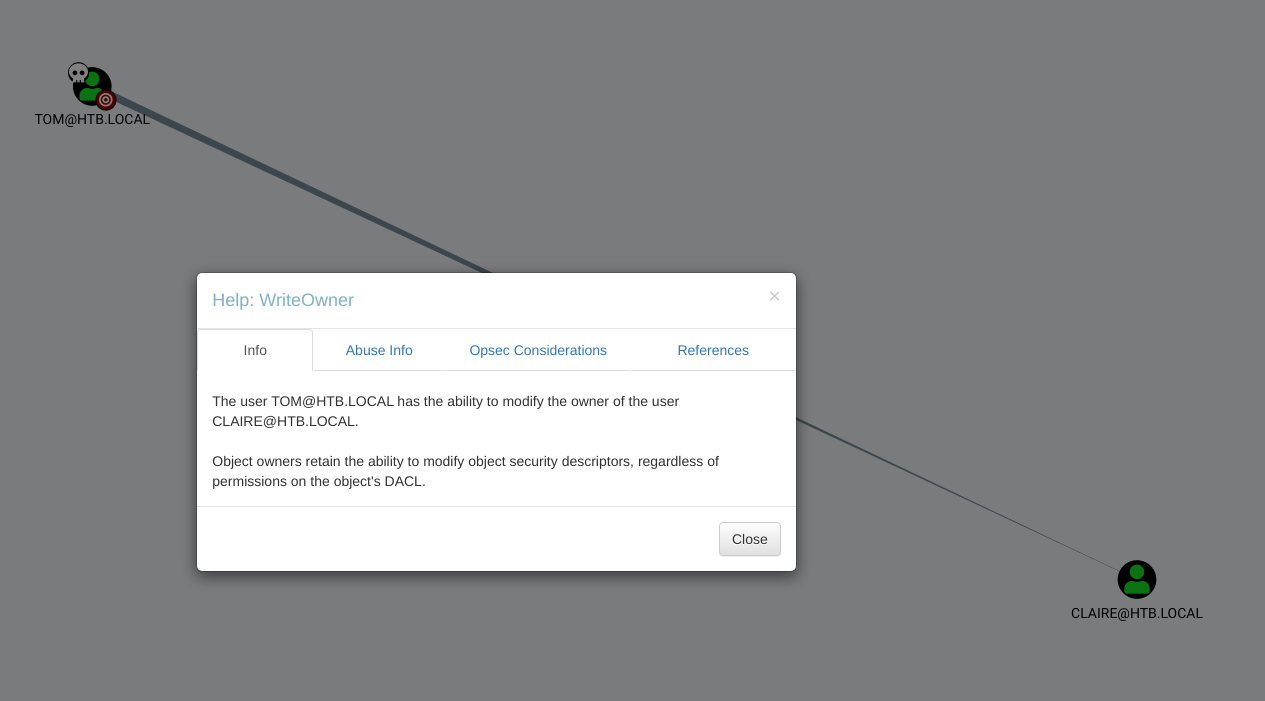 TOM@HTB.LOCAL
Help: WriteOwner
×
Info Abuse Info Opsec Considerations References
The user TOM@HTB.LOCAL has the ability to modify the owner of the user
CLAIRE@HTB.LOCAL.
Object owners retain the ability to modify object security descriptors, regardless of
permissions on the object's DACL.
Close
CLAIRE@HTB.LOCAL